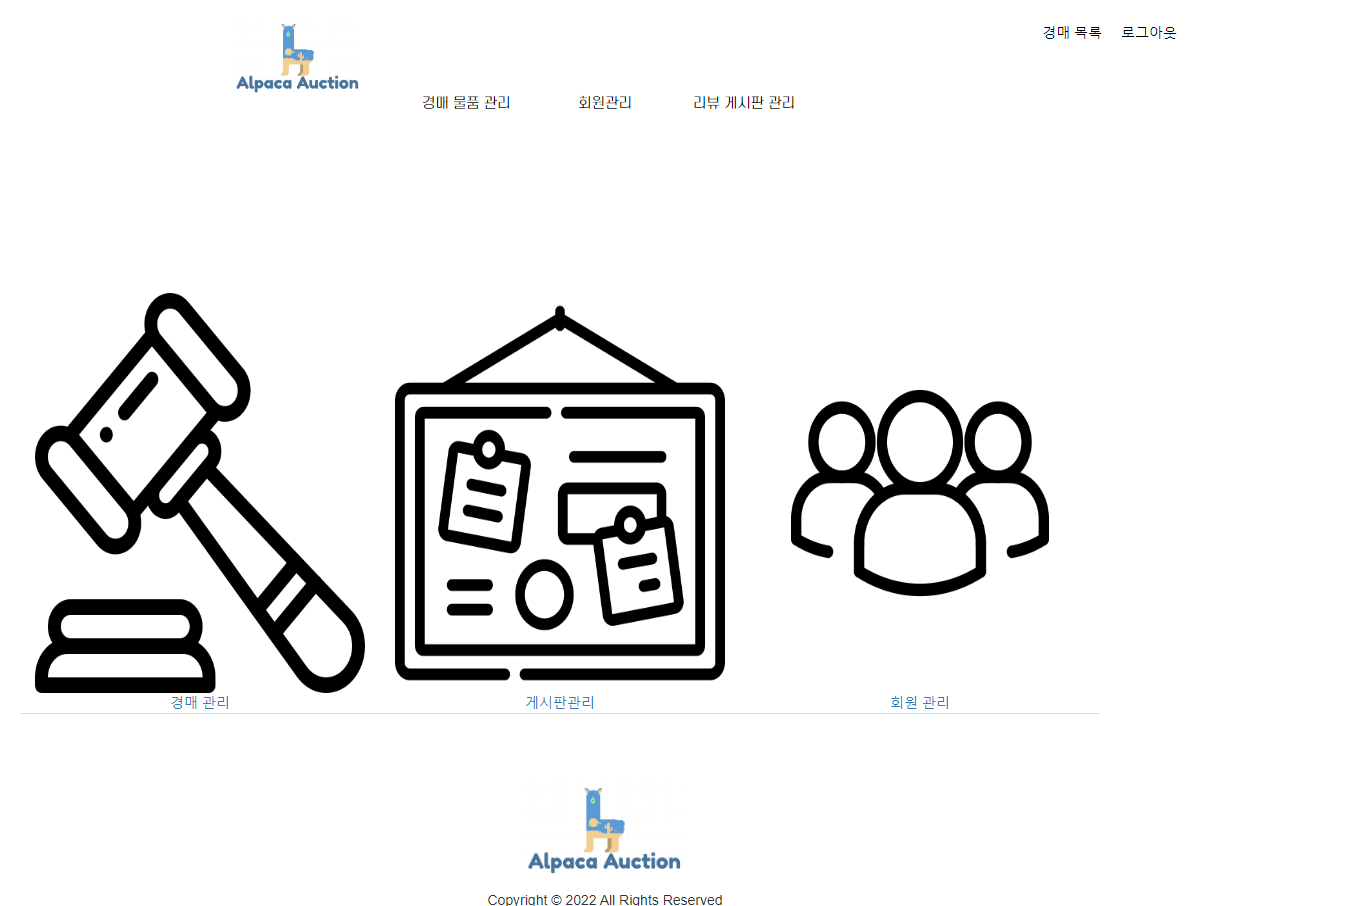 경매 목록 로그아웃
Alpaca Auction
경매 물품 관리 회원관리 리뷰 게시판 관리
경매 관리 게시판관리 회원 관리
Alpaca Auction
Copyright © 2022 All Rights Reserved